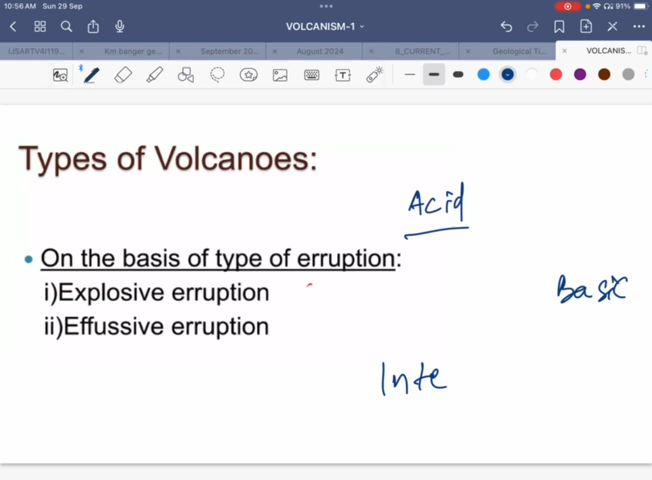 10:56 AM Sun 29 Sep
91%
VOLCANISM-1
IJSARTV4I119...
Km banger ge...
September 20...
August 2024
8_CURRENT_...
Geological Ti...
VOLCANIS...
T
Types of Volcanoes:
Acid
• On the basis of type of erruption:
i)Explosive erruption
Basic
ii)Effussive erruption
Inte